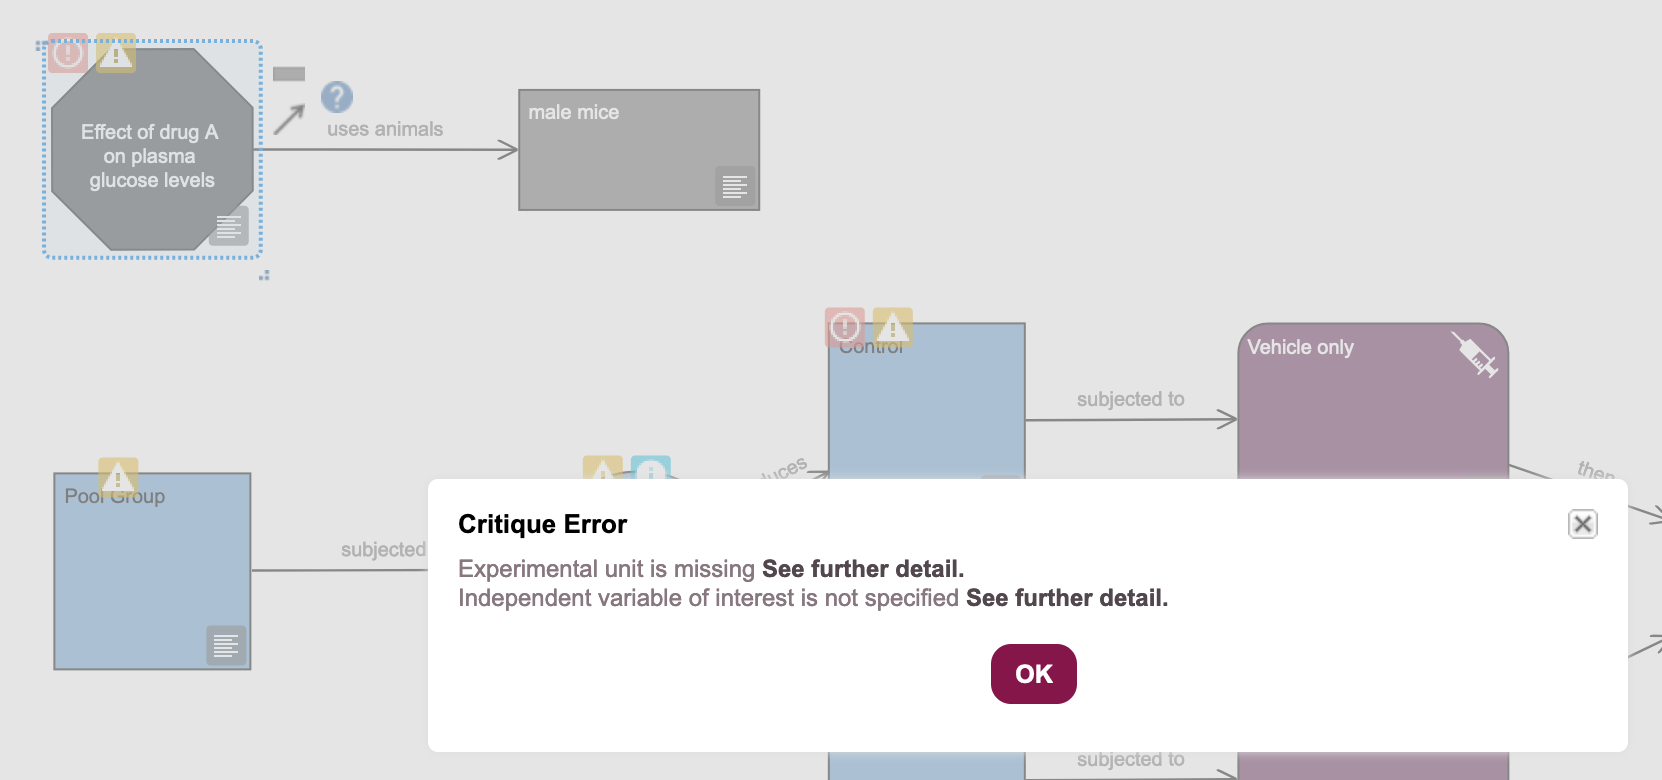 Effect of drug A
on plasma
glucose levels
uses animals
male mice
Control
subjected to
Vehicle only
then
Pool Group
subjected
Critique Error
Experimental unit is missing See further detail.
Independent variable of interest is not specified See further detail.
OK
subjected to